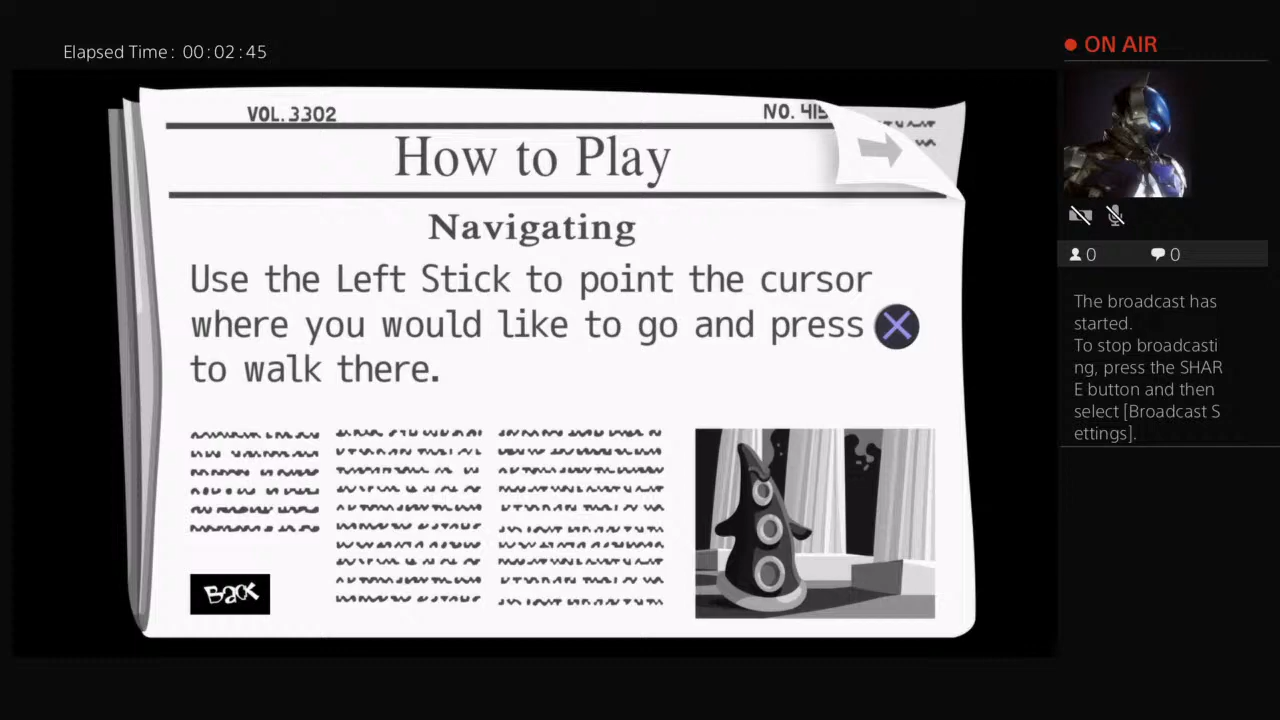 Elapsed Time: 00:02:45
ON AIR
VOL. 3302
NO. 415
How to Play
Navigating
Use the Left Stick to point the cursor
where you would like to go and press
to walk there.
Back
0
0
The broadcast has
started.
To stop broadcasti
ng, press the SHAR
E button and then
select [Broadcast S
ettings].